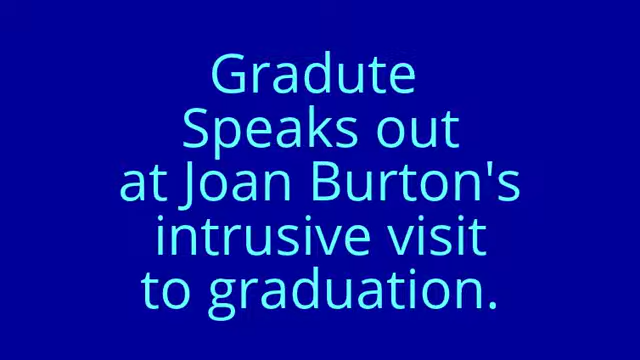 Gradute
Speaks out
at Joan Burton's
intrusive visit
to graduation.